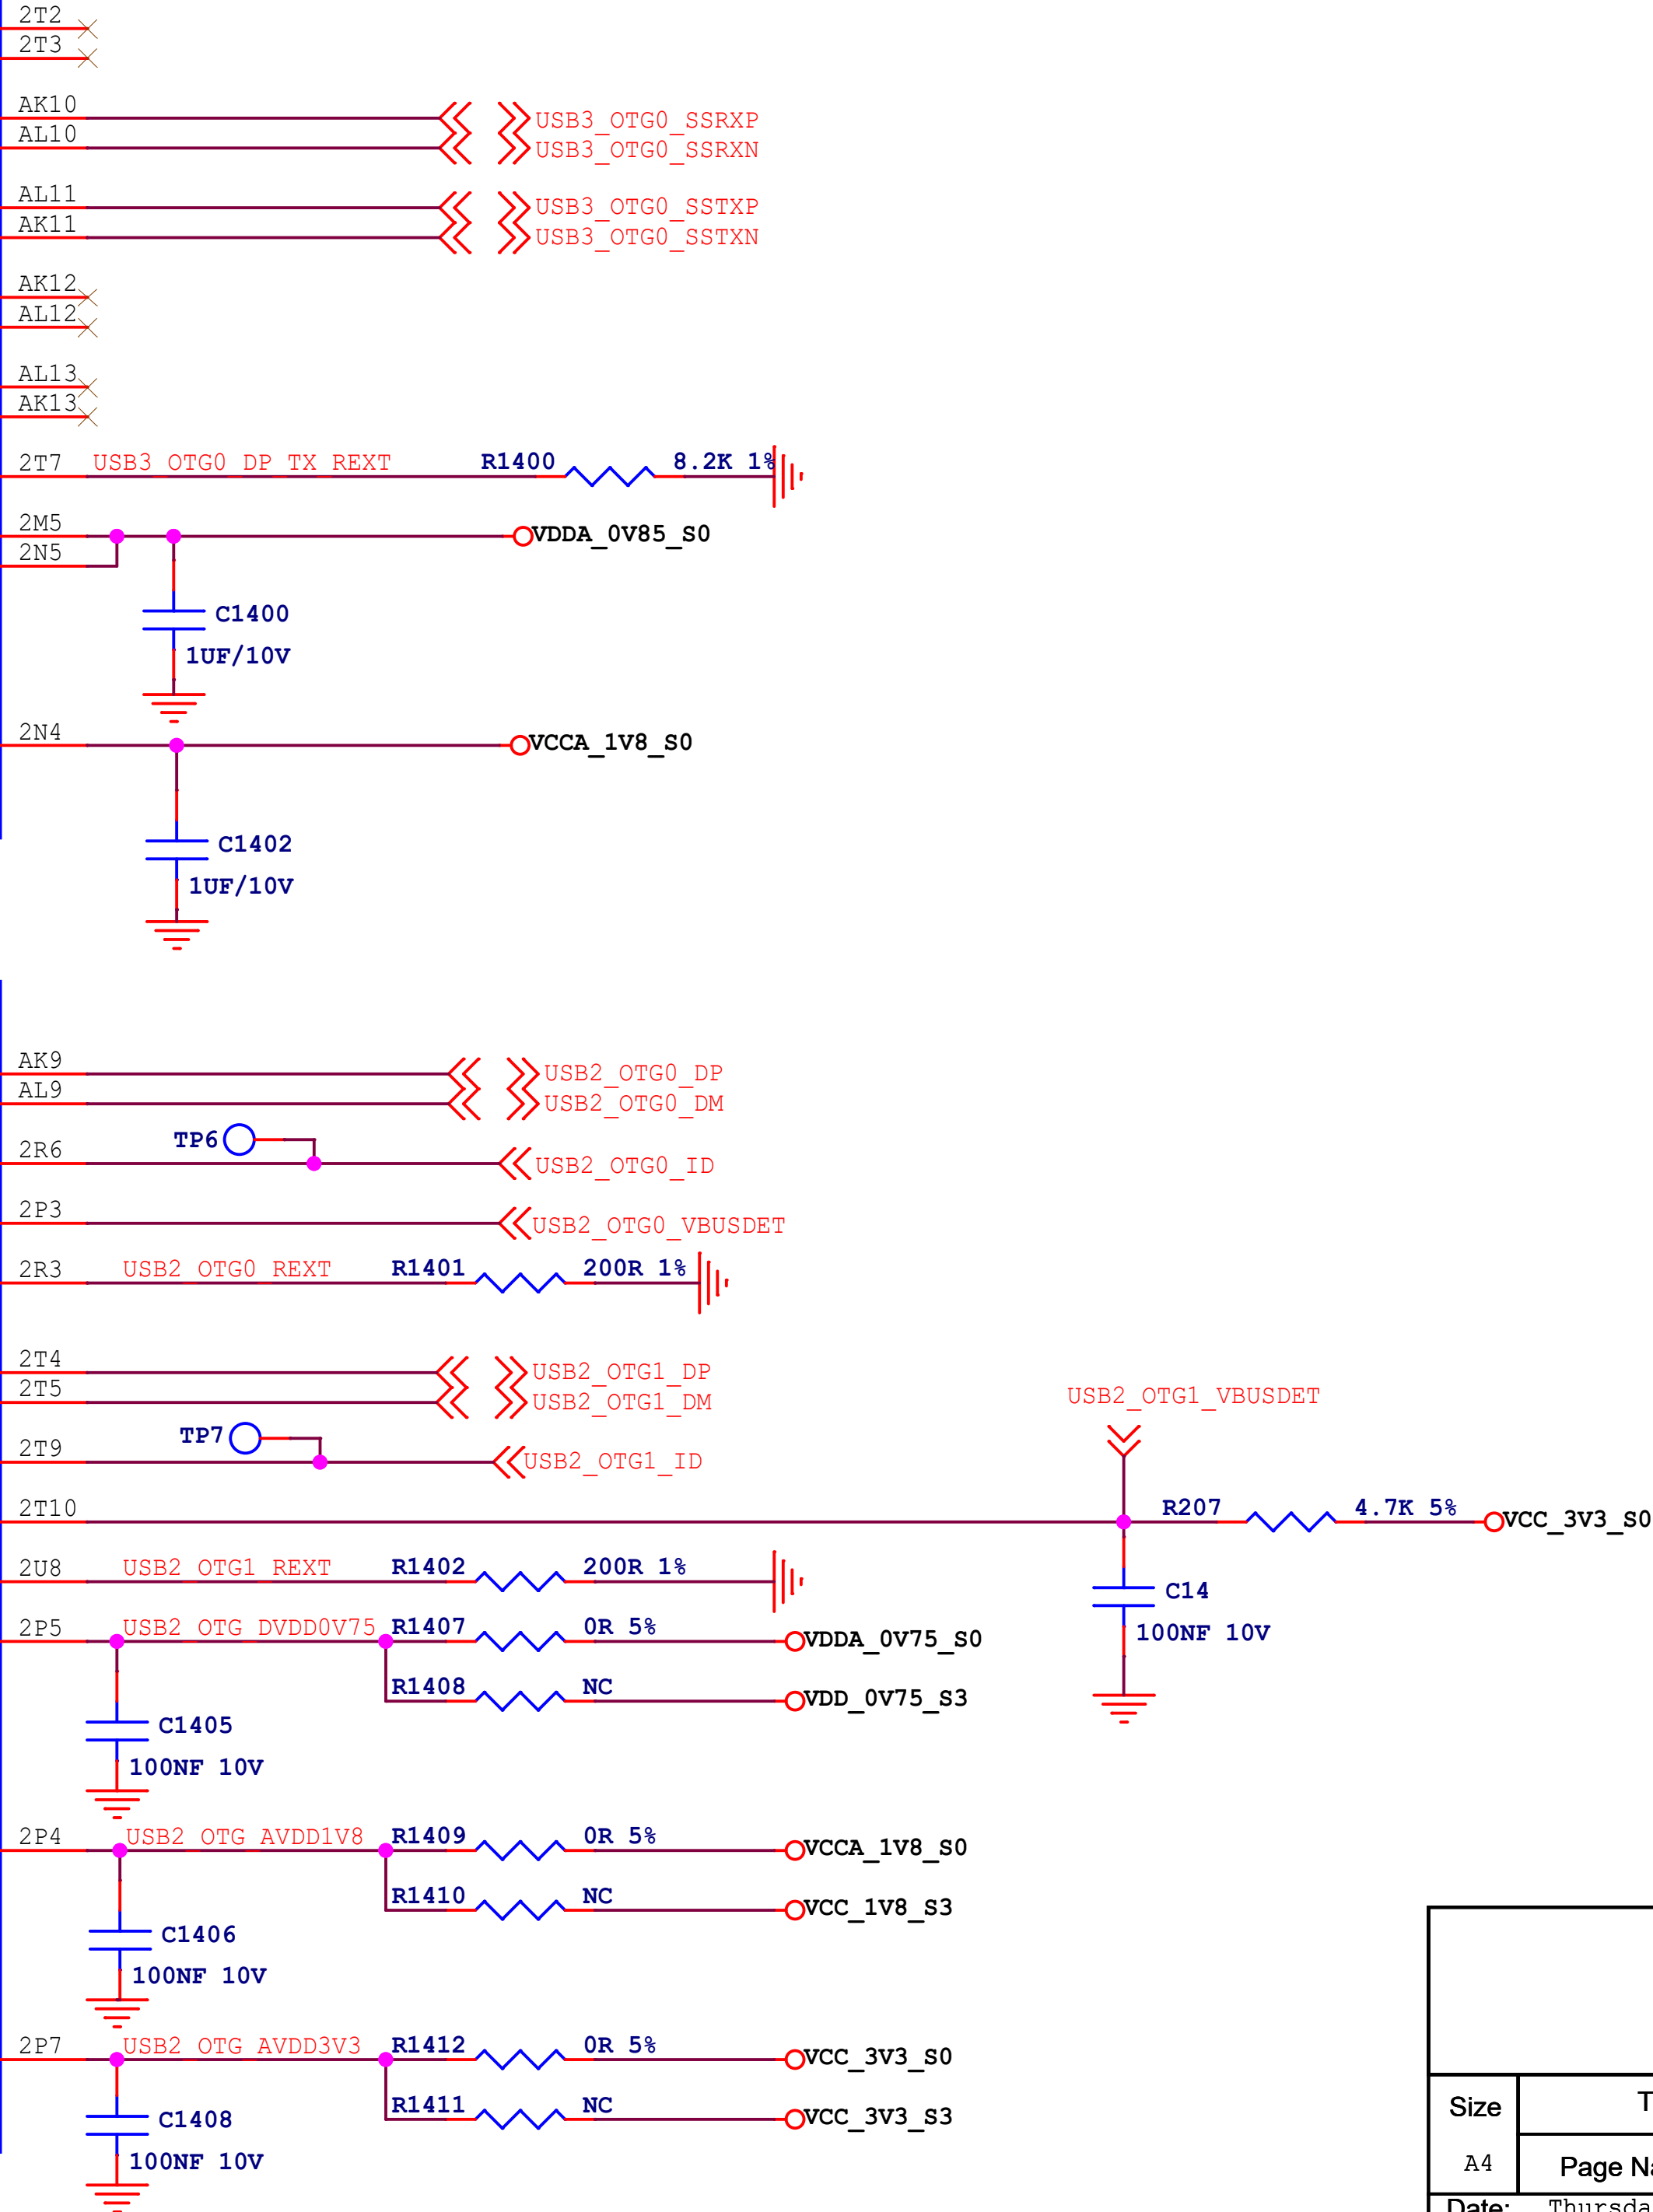 2T2
2T3
AK10
AL10
USB3_OTG0_SSRXP
USB3_OTG0_SSRXN
AL11
AK11
USB3_OTG0_SSTXP
USB3_OTG0_SSTXN
AK12
AL12
AL13
AK13
2T7 USB3_OTG0_DP_TX_REXT R1400 8.2K 1%
2M5 VDDA_0V85_S0
2N5
C1400
1UF/10V
2N4 VCCA_1V8_S0
C1402
1UF/10V
AK9 USB2_OTG0_DP
AL9 USB2_OTG0_DM
TP6
2R6 USB2_OTG0_ID
2P3 USB2_OTG0_VBUSDET
2R3 USB2_OTG0_REXT R1401 200R 1%
2T4 USB2_OTG1_DP
2T5 USB2_OTG1_DM
USB2_OTG1_VBUSDET
TP7
2T9 USB2_OTG1_ID
2T10 R207 4.7K 5% VCC_3V3_S0
2U8 USB2_OTG1_REXT R1402 200R 1%
C14
100NF 10V
2P5 USB2_OTG_DVDD0V75 R1407 0R 5% VDDA_0V75_S0
R1408 NC VDD_0V75_S3
C1405
100NF 10V
2P4 USB2_OTG_AVDD1V8 R1409 0R 5% VCCA_1V8_S0
R1410 NC VCC_1V8_S3
C1406
100NF 10V
2P7 USB2_OTG_AVDD3V3 R1412 0R 5% VCC_3V3_S0
R1411 NC VCC_3V3_S3
C1408
100NF 10V
Size
A4 Page
Date: